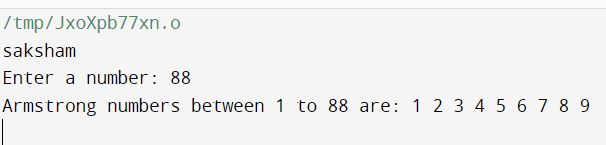 /tmp/JxoXpb77xn.o
saksham
Enter a number: 88
Armstrong numbers between 1 to 88 are: 1 2 3 4 5 6 7 8 9